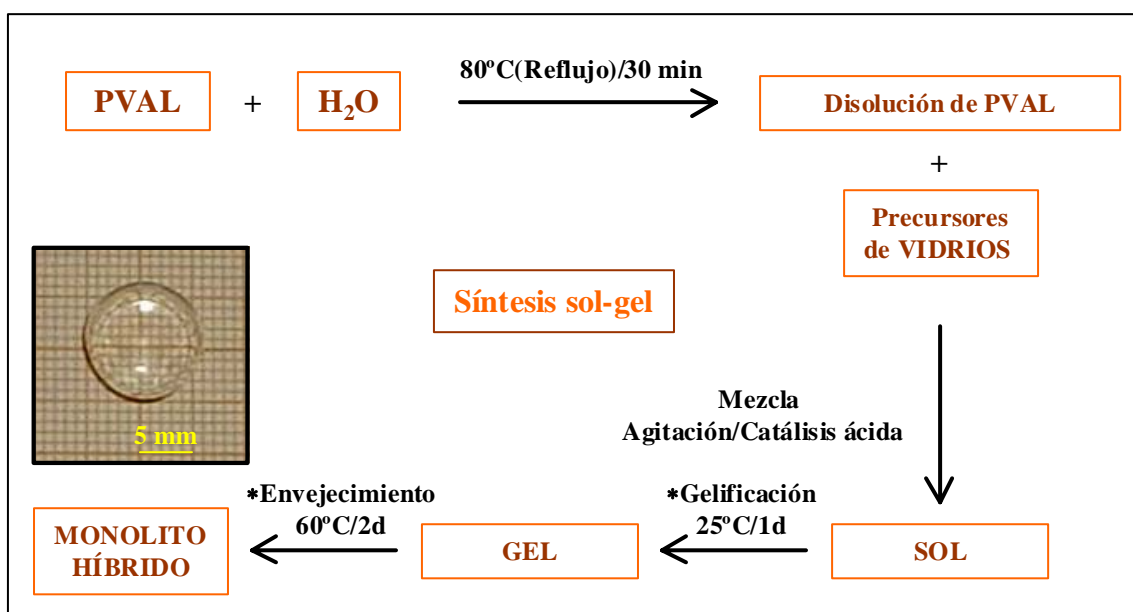 80ºC(Reflujo)/30 min
PVAL + H₂O
Disolución de PVAL
+
Precursores
de VIDRIOS
Síntesis sol-gel
Mezcla
Agitación/Catálisis ácida
5 mm
SOL
*Gelificación
25ºC/1d
GEL
*Envejecimiento
60ºC/2d
MONOLITO
HÍBRIDO